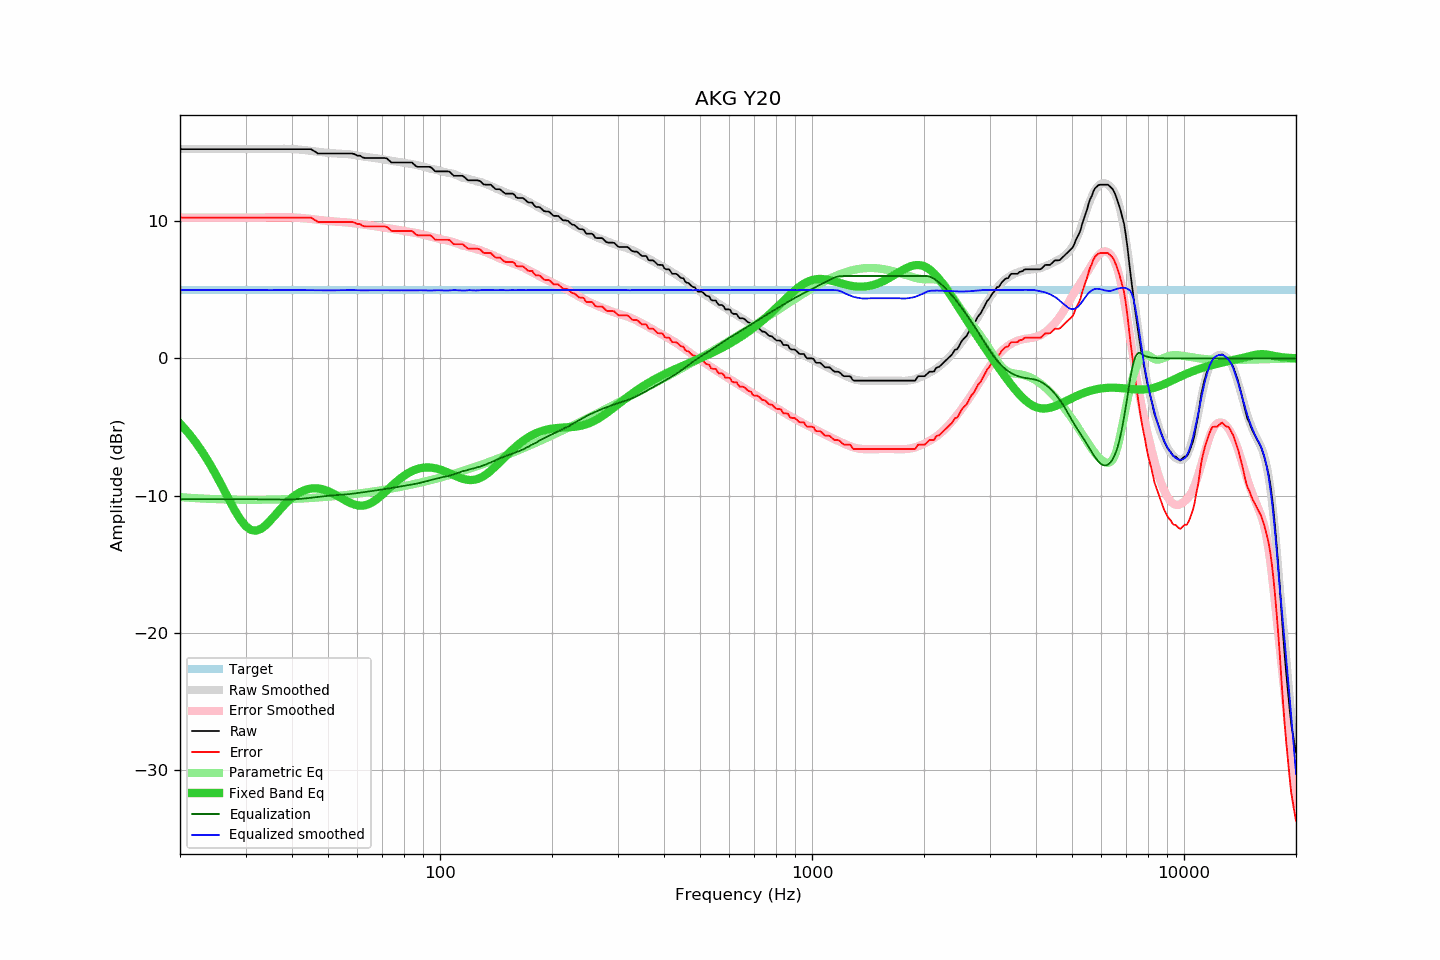 AKG Y20
Amplitude (dBr)
10
0
−10
−20
−30
Target
Raw Smoothed
Error Smoothed
Raw
Error
Parametric Eq
Fixed Band Eq
Equalization
Equalized smoothed
100
1000
10000
Frequency (Hz)